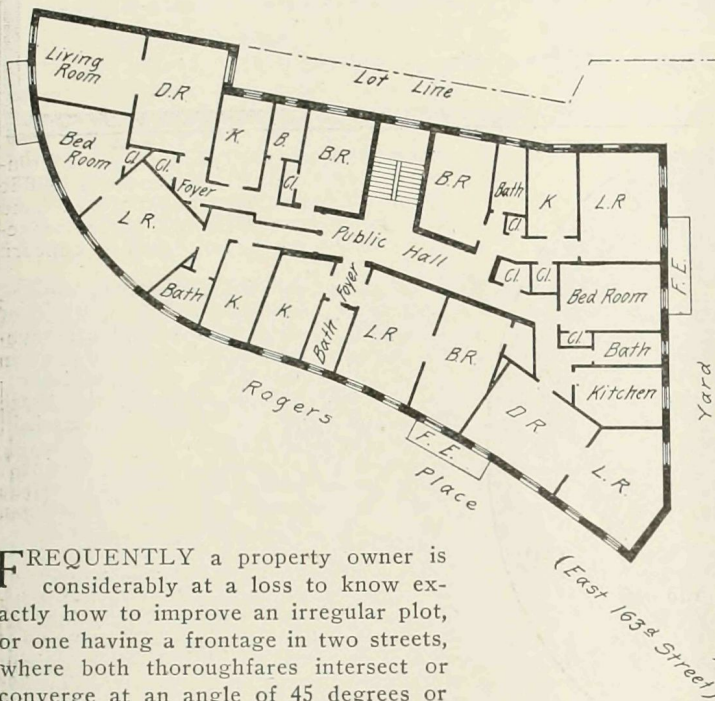 Lot Line
Living
Room
D.R
K.
B.
Cl.
B.R.
B.R
Bath
Cl.
K
L.R
Bed
Room
Cl.
Cl.
Foyer
L.R.
Public Hall
Bath
K.
K.
Foyer
Bath
L.R
B.R.
Cl.
Cl.
Bed Room
Cl.
Bath
Kitchen
D R
L.R.
F. E.
F. E.
Yard
Rogers
Place
(East 163d Street)
FREQUENTLY a property owner is
considerably at a loss to know ex-
actly how to improve an irregular plot,
or one having a frontage in two streets,
where both thoroughfares intersect or
converge at an angle of 45 degrees or